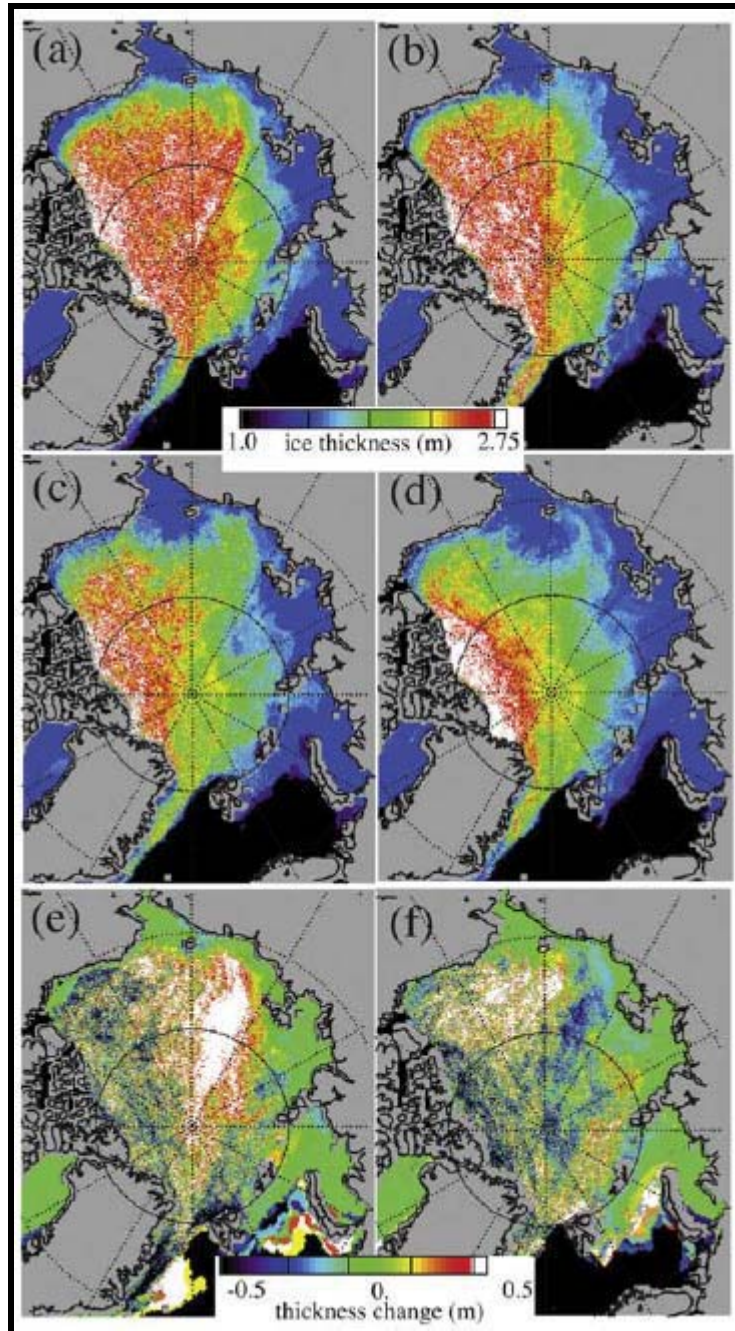 (a) (b)
1.0 ice thickness (m) 2.75
(c) (d)
(e) (f)
-0.5 0. 0.5
thickness change (m)